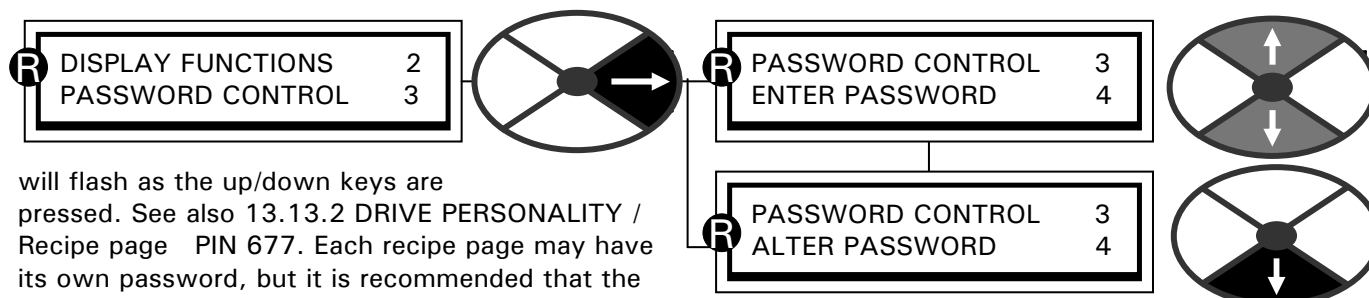 R DISPLAY FUNCTIONS 2
PASSWORD CONTROL 3
R PASSWORD CONTROL 3
ENTER PASSWORD 4
will flash as the up/down keys are
pressed. See also 13.13.2 DRIVE PERSONALITY /
Recipe page PIN 677. Each recipe page may have
its own password, but it is recommended that the
R PASSWORD CONTROL 3
ALTER PASSWORD 4